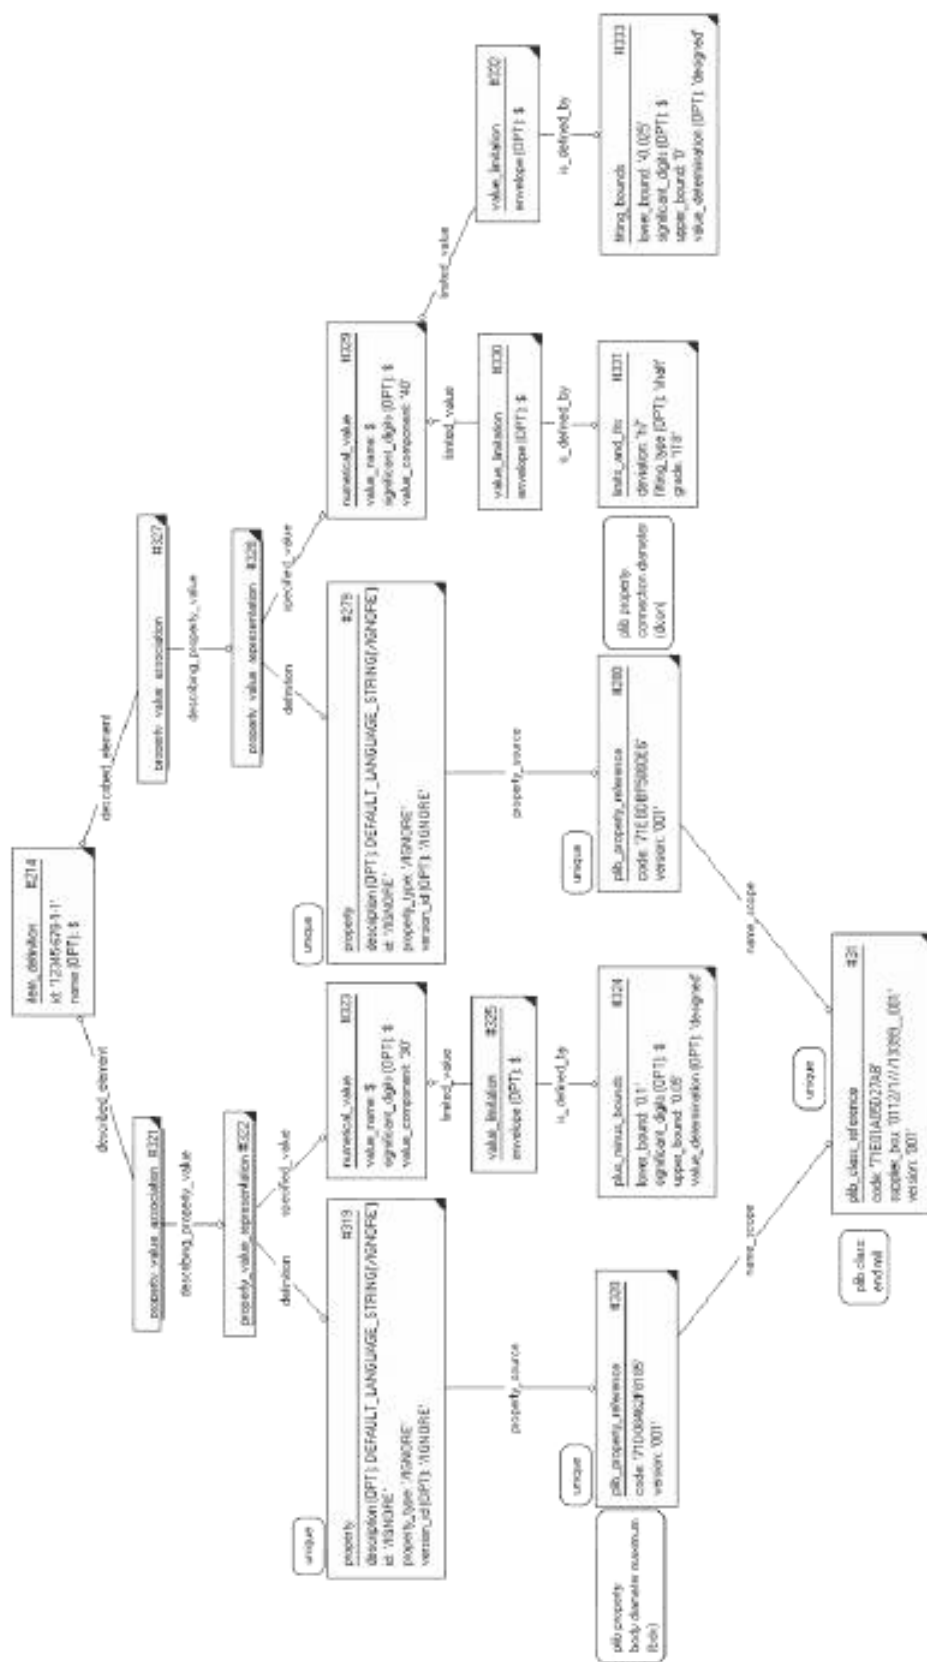 item_definition #214
id: '12345-679-1-1'
name (OPT): $
described_element
described_element
property_value_association #321
property_value_association #327
describing_property_value
describing_property_value
property_value_representation #322
property_value_representation #328
definition
specified_value
definition
specified_value
unique
property #319
description (OPT): DEFAULT_LANGUAGE_STRING('/IGNORE')
id: '/IGNORE'
property_type: '/IGNORE'
version_id (OPT): '/IGNORE'
numerical_value #323
value_name: $
significant_digits (OPT): $
value_component: '30'
unique
property #279
description (OPT): DEFAULT_LANGUAGE_STRING('/IGNORE')
id: '/IGNORE'
property_type: '/IGNORE'
version_id (OPT): '/IGNORE'
numerical_value #329
value_name: $
significant_digits (OPT): $
value_component: '40'
limited_value
limited_value
limited_value
value_limitation #325
envelope (OPT): $
value_limitation #330
envelope (OPT): $
value_limitation #332
envelope (OPT): $
property_source
is_defined_by
property_source
is_defined_by
is_defined_by
plib property:
body diameter maximum
unique
plib_property_reference #320
version: '001'
plus_minus_bounds #324
lower_bound: '0.1'
significant_digits (OPT): $
upper_bound: '0.05'
value_determination (OPT): 'designed'
unique
plib_property_reference #280
version: '001'
plib property:
connection diameter
(dcon)
limits_and_fits #331
deviation: 'h'
fitting_type (OPT): 'shaft'
grade: 'IT8'
fitting_bounds #333
lower_bound: '-0.025'
significant_digits (OPT): $
upper_bound: '0'
value_determination (OPT): 'designed'
name_scope
name_scope
plib class:
end mill
unique
plib_class_reference #31
code: '71E01A05D27AB'
version: '001'